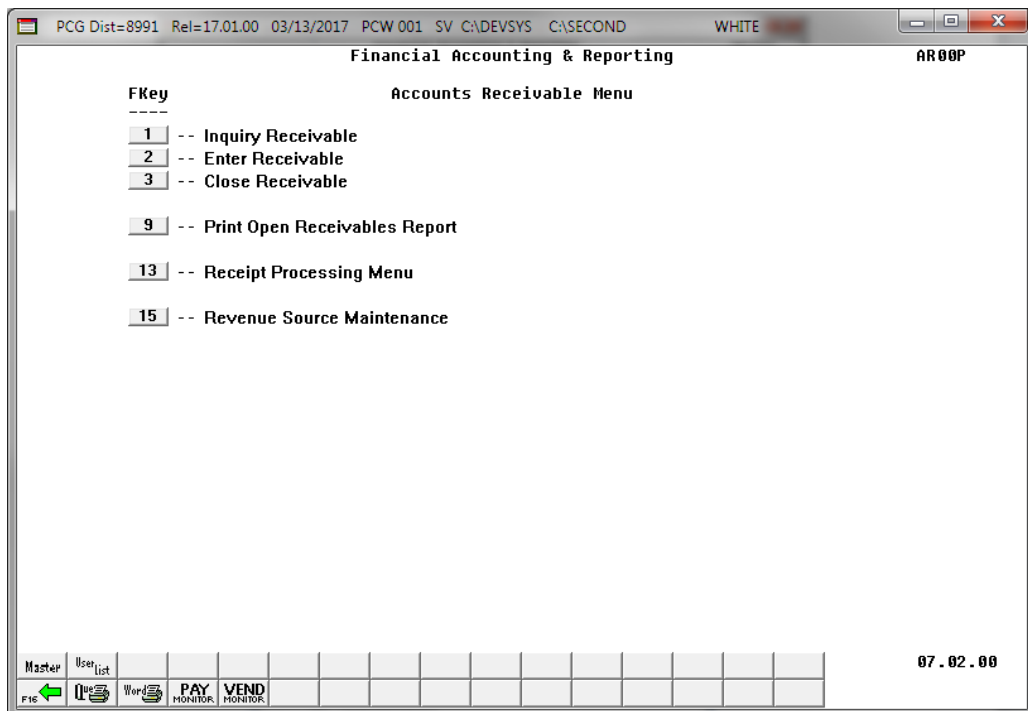 PCG Dist=8991 Rel=17.01.00 03/13/2017 PCW 001 SV C:\DEVSYS C:\SECOND WHITE
Financial Accounting & Reporting AR00P
FKey Accounts Receivable Menu
----
1 -- Inquiry Receivable
2 -- Enter Receivable
3 -- Close Receivable
9 -- Print Open Receivables Report
13 -- Receipt Processing Menu
15 -- Revenue Source Maintenance
Master User List 07.02.00
F16 Que Word PAY MONITOR VEND MONITOR